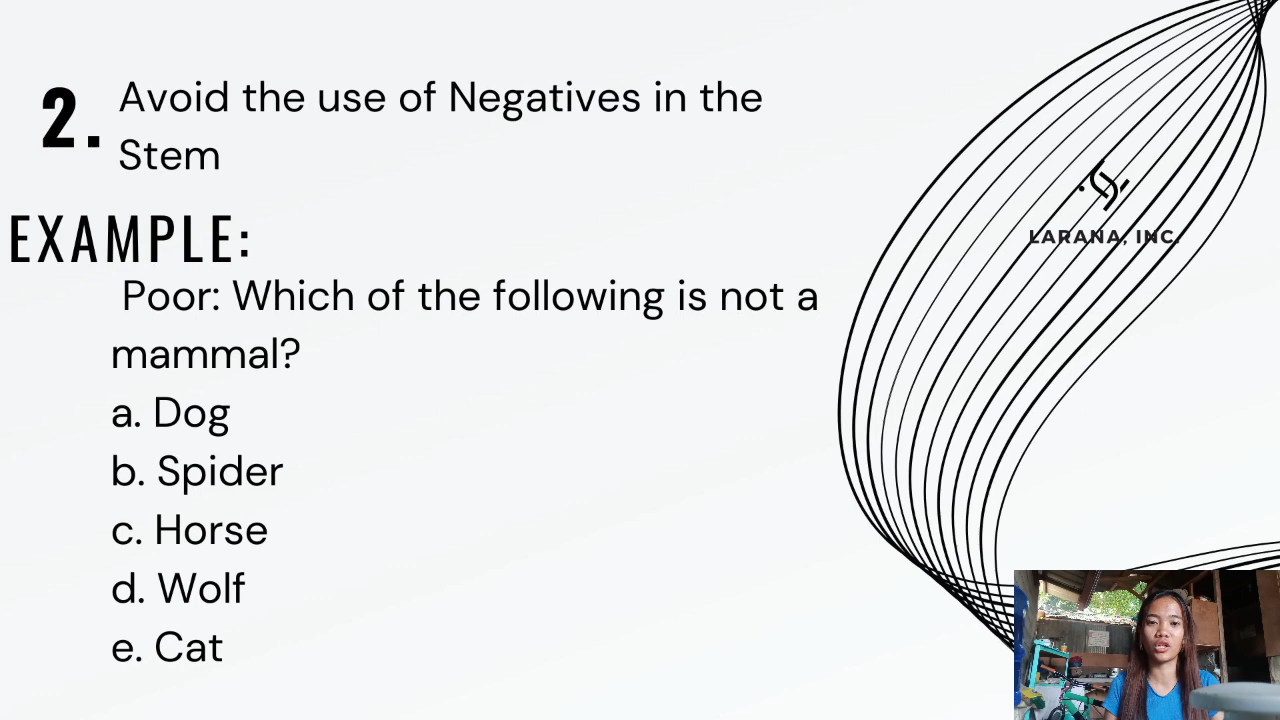 2. Avoid the use of Negatives in the
Stem
EXAMPLE:
Poor: Which of the following is not a
mammal?
a. Dog
b. Spider
c. Horse
d. Wolf
e. Cat
LARANA, INC.